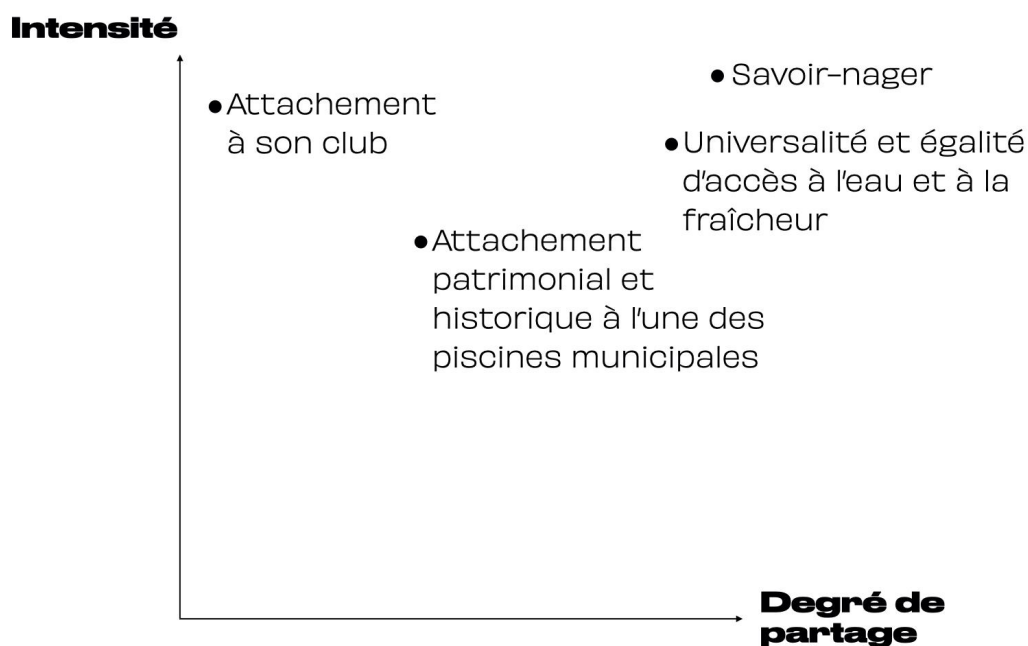 Intensité
• Savoir-nager
• Attachement
à son club
• Universalité et égalité
d'accès à l'eau et à la
fraîcheur
• Attachement
patrimonial et
historique à l'une des
piscines municipales
Degré de
partage